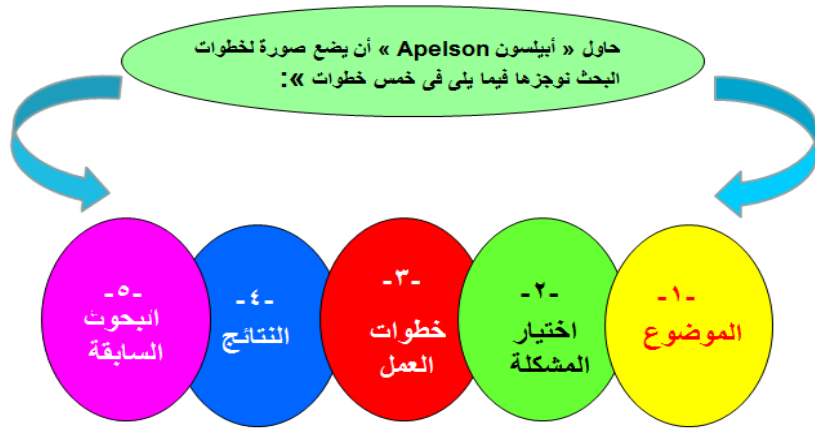 حاول « أبيلسون Apelson » أن يضع صورة لخطوات
البحث نوجزها فيما يلى فى خمس خطوات »:
-١-
الموضوع
-٢-
اختيار
المشكلة
-٣-
خطوات
العمل
-٤-
النتائج
-٥-
البحوث
السابقة